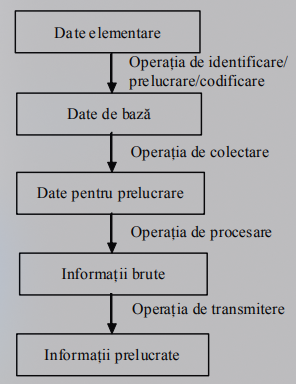 Date elementare
Operația de identificare/
prelucrare/codificare
Date de bază
Operația de colectare
Date pentru prelucrare
Operația de procesare
Informații brute
Operația de transmitere
Informații prelucrate